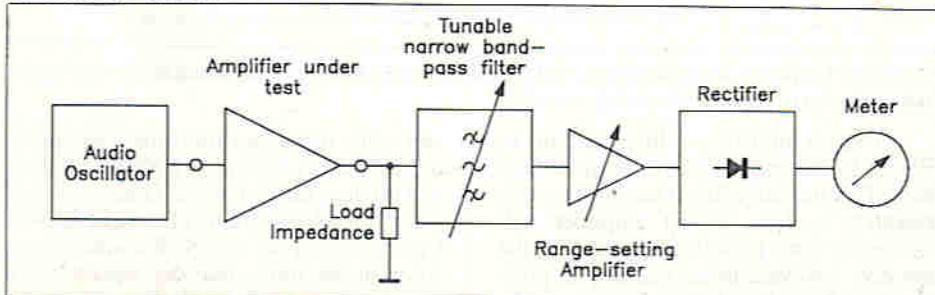 Tunable
narrow band-
pass filter
Amplifier under
test
Rectifier
Meter
Audio
Oscillator
Load
Impedance
Range-setting
Amplifier